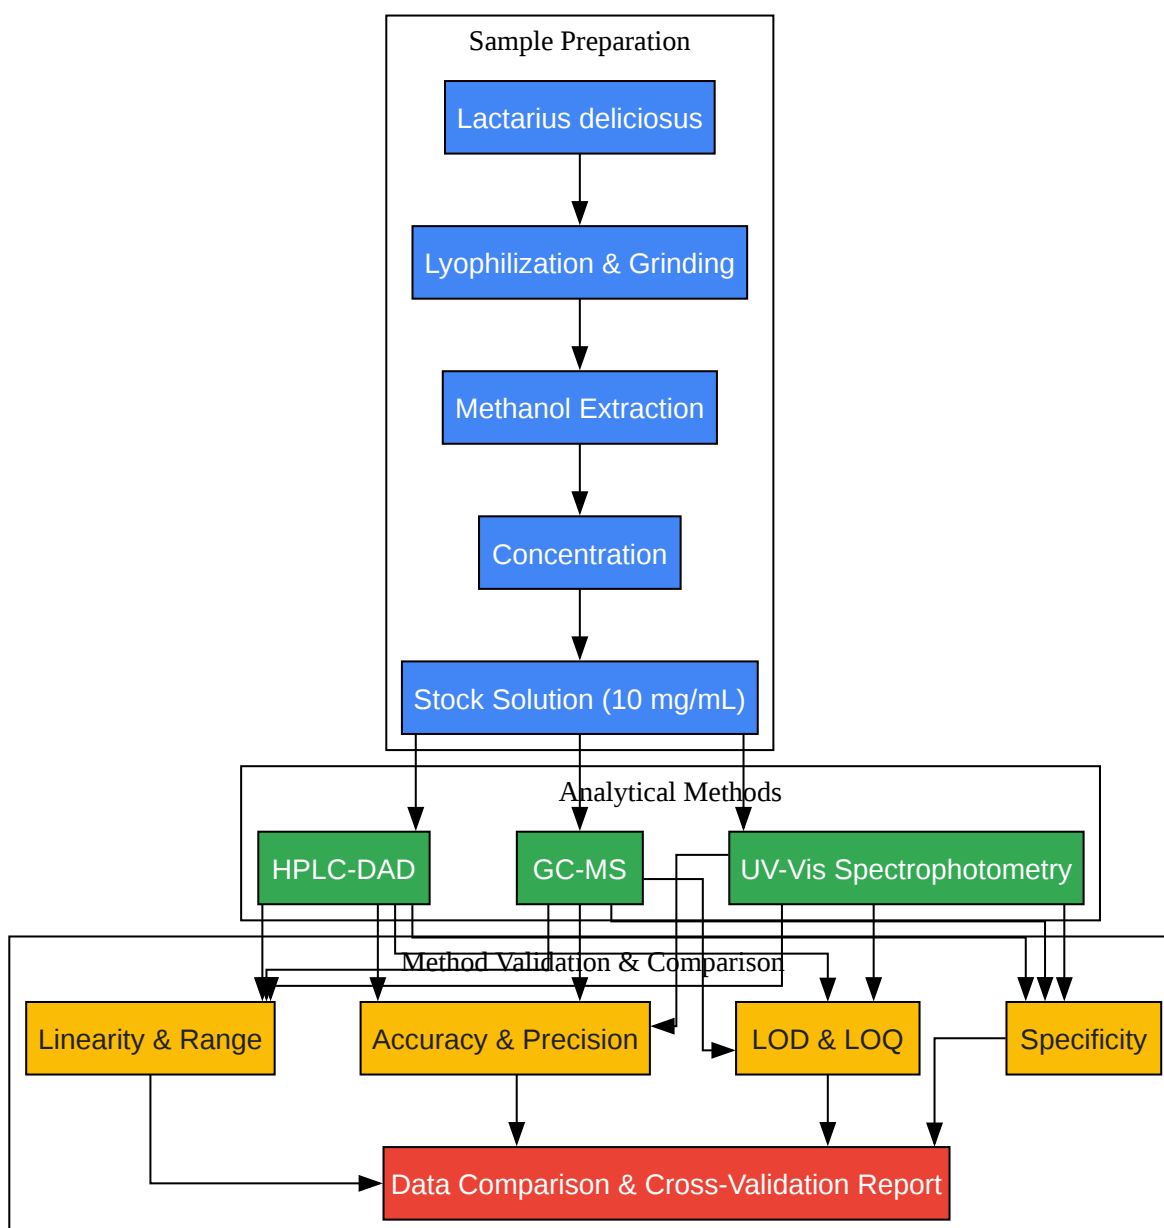 Sample Preparation
Lactarius deliciosus
Lyophilization & Grinding
Methanol Extraction
Concentration
Stock Solution (10 mg/mL)
Analytical Methods
HPLC-DAD
GC-MS
UV-Vis Spectrophotometry
Method Validation & Comparison
Linearity & Range
Accuracy & Precision
LOD & LOQ
Specificity
Data Comparison & Cross-Validation Report